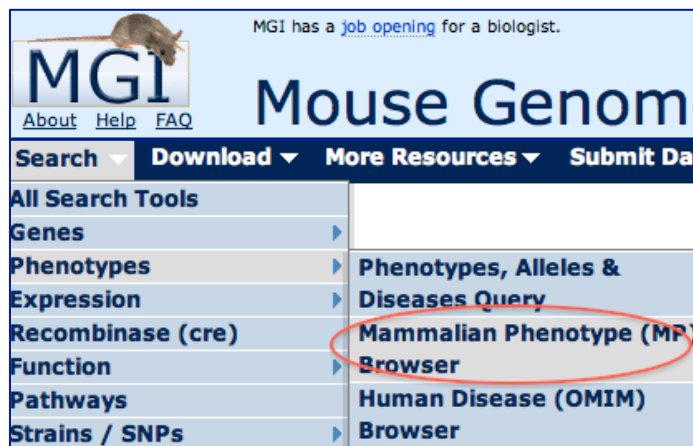 MGI has a job opening for a biologist.
MGI
About Help FAQ
Mouse Genom
Search Download More Resources Submit Da
All Search Tools
Genes
Phenotypes
Expression
Recombinase (cre)
Function
Pathways
Strains / SNPs
Phenotypes, Alleles &
Diseases Query
Mammalian Phenotype (MP)
Browser
Human Disease (OMIM)
Browser